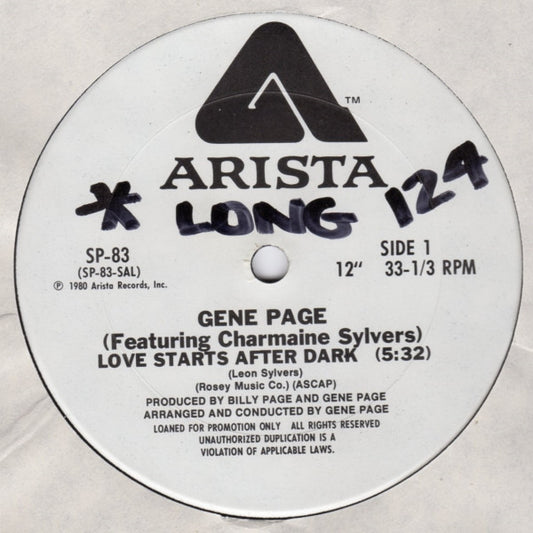 TM
ARISTA
* LONG 124
SP-83
(SP-83-SAL)
℗ 1980 Arista Records, Inc.
SIDE 1
12" 33-1/3 RPM
GENE PAGE
(Featuring Charmaine Sylvers)
LOVE STARTS AFTER DARK (5:32)
(Leon Sylvers)
(Rosey Music Co.) (ASCAP)
PRODUCED BY BILLY PAGE AND GENE PAGE
ARRANGED AND CONDUCTED BY GENE PAGE
LOANED FOR PROMOTION ONLY ALL RIGHTS RESERVED
UNAUTHORIZED DUPLICATION IS A
VIOLATION OF APPLICABLE LAWS.